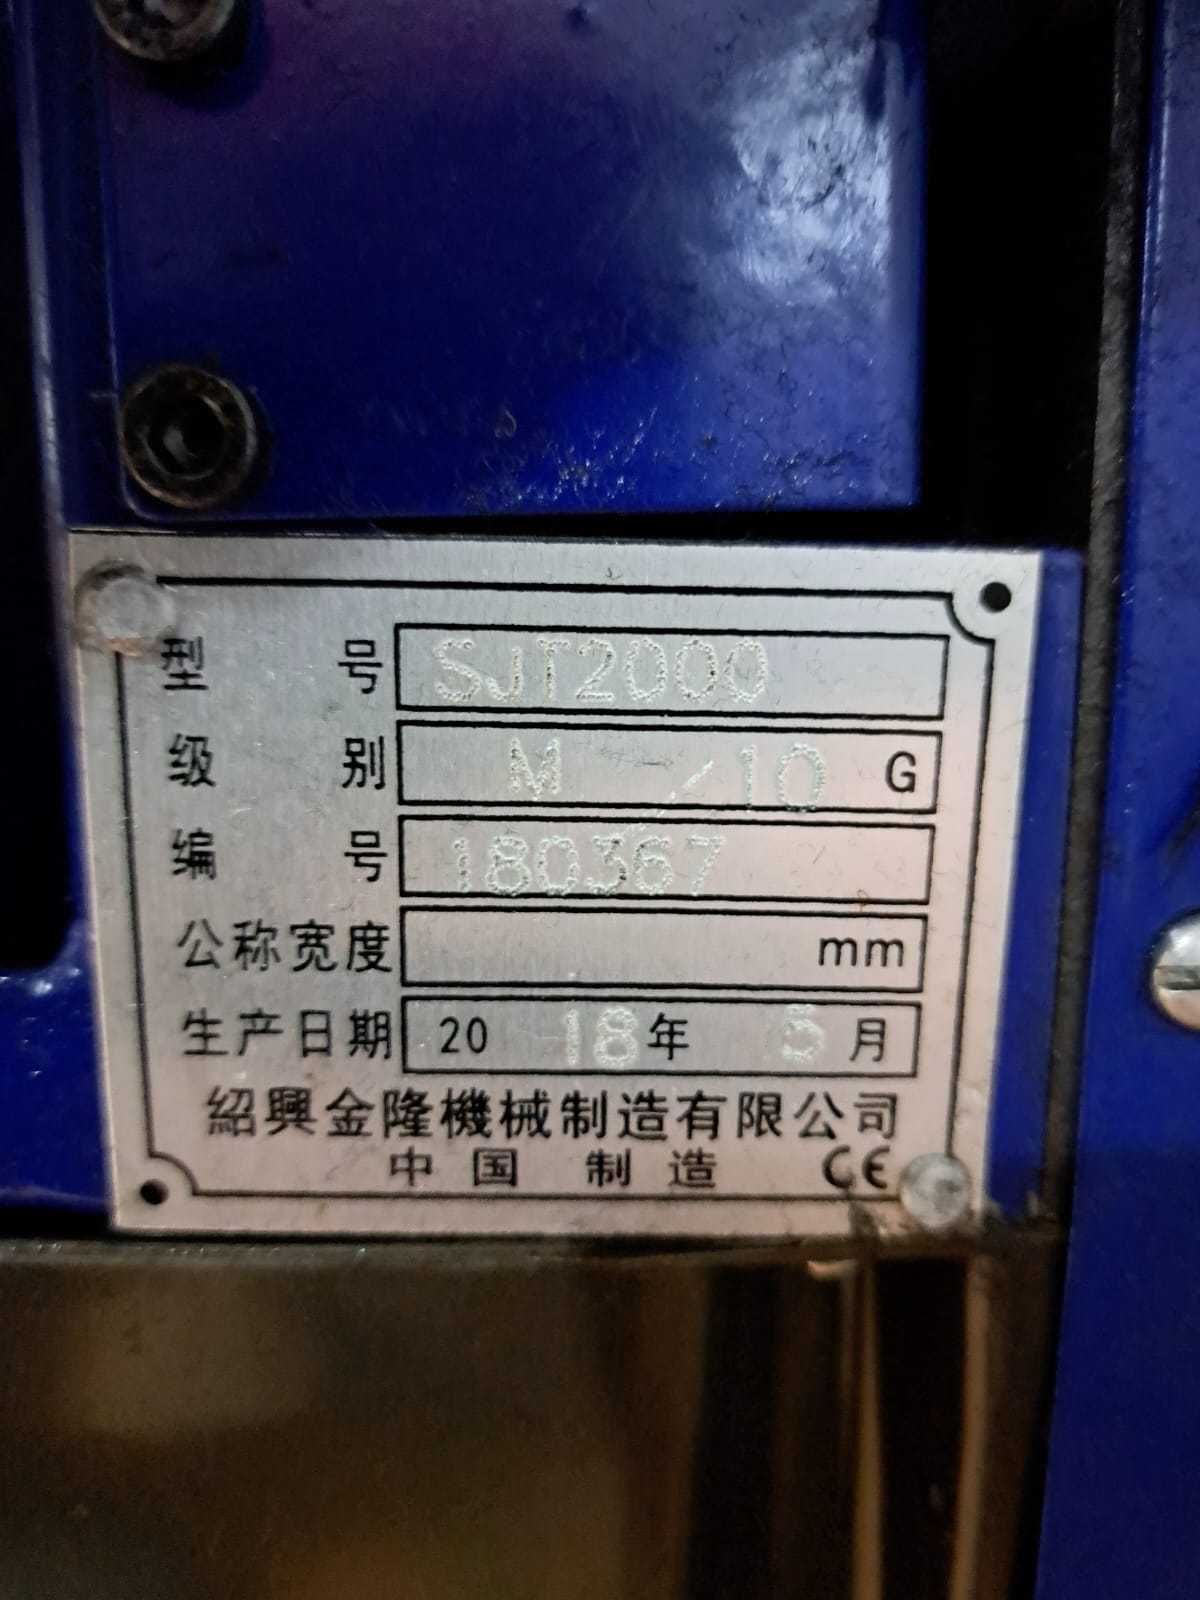 型号 SJT2000
级别 M /10 G
编号 180367
公称宽度 mm
生产日期 20 18 年 5 月
紹興金隆機械制造有限公司
中国制造 CE